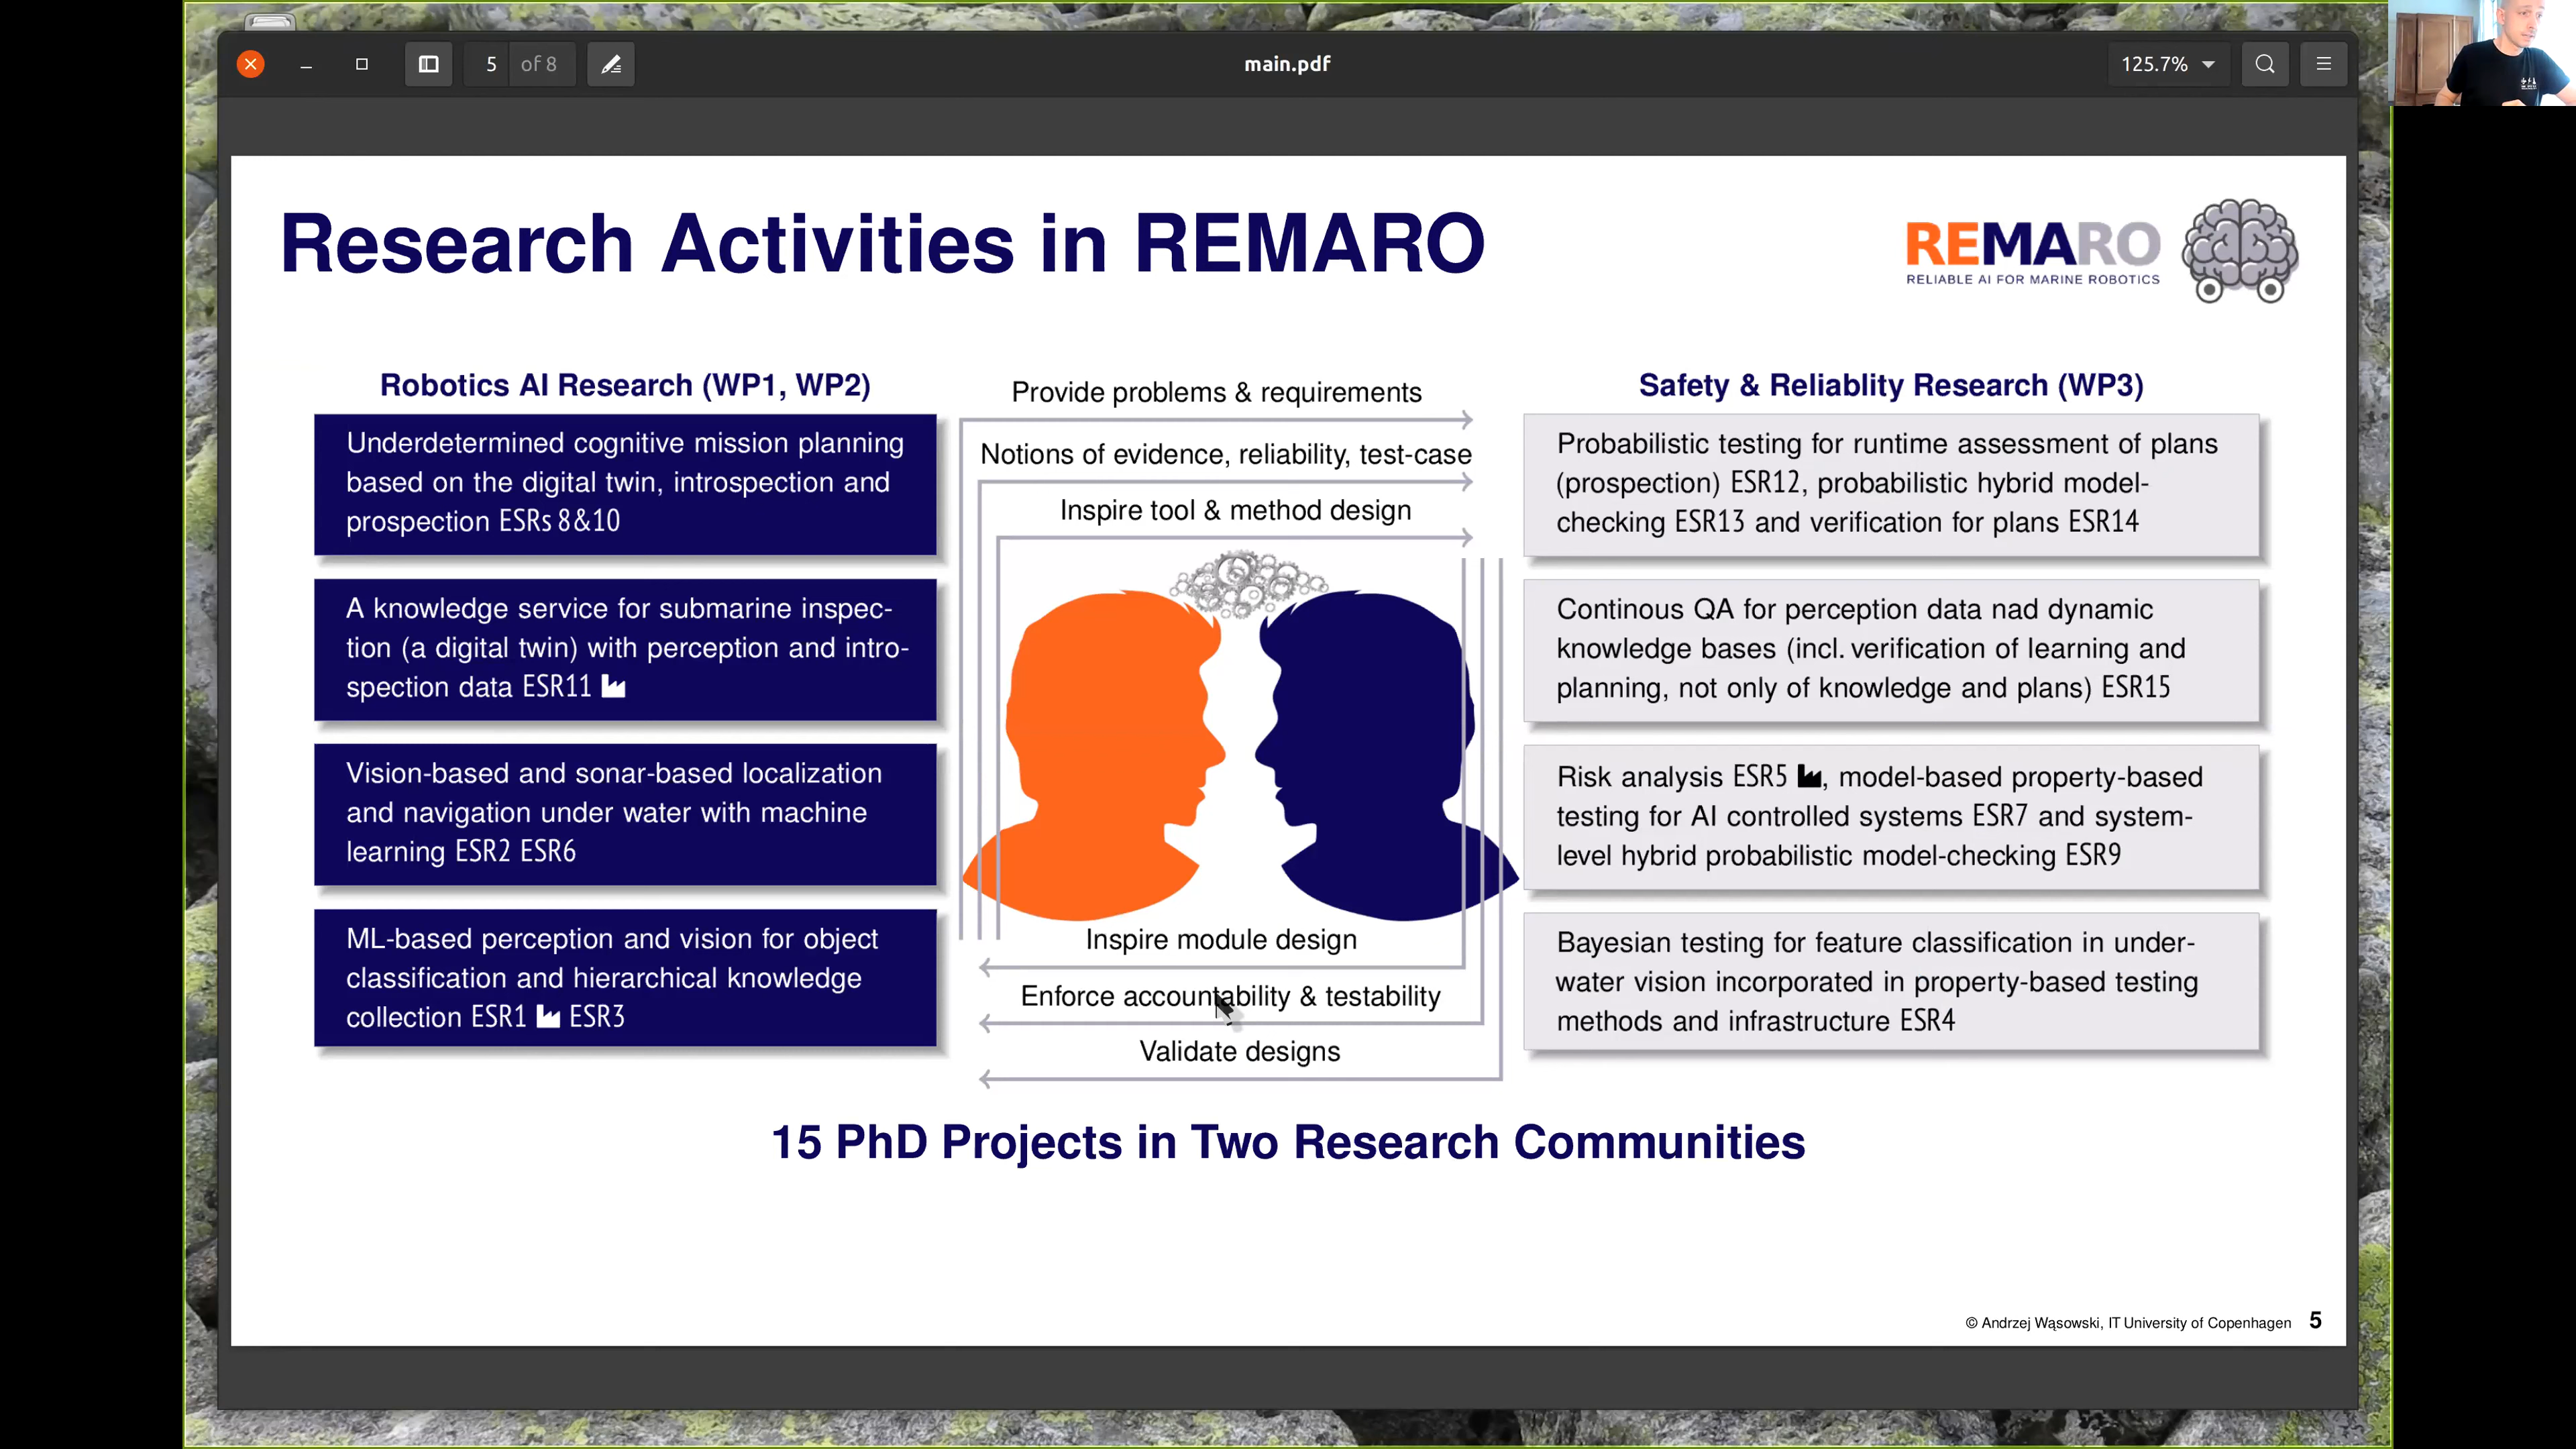 5 of 8
main.pdf
125.7%
Research Activities in REMARO
REMARO
RELIABLE AI FOR MARINE ROBOTICS
Robotics AI Research (WP1, WP2)
Underdetermined cognitive mission planning
based on the digital twin, introspection and
prospection ESRs 8&10
A knowledge service for submarine inspec-
tion (a digital twin) with perception and intro-
spection data ESR11
Vision-based and sonar-based localization
and navigation under water with machine
learning ESR2 ESR6
ML-based perception and vision for object
classification and hierarchical knowledge
collection ESR1 ESR3
Provide problems & requirements
Notions of evidence, reliability, test-case
Inspire tool & method design
Inspire module design
Enforce accountability & testability
Validate designs
Safety & Reliablity Research (WP3)
Probabilistic testing for runtime assessment of plans
(prospection) ESR12, probabilistic hybrid model-
checking ESR13 and verification for plans ESR14
Continous QA for perception data nad dynamic
knowledge bases (incl. verification of learning and
planning, not only of knowledge and plans) ESR15
Risk analysis ESR5 , model-based property-based
testing for AI controlled systems ESR7 and system-
level hybrid probabilistic model-checking ESR9
Bayesian testing for feature classification in under-
water vision incorporated in property-based testing
methods and infrastructure ESR4
15 PhD Projects in Two Research Communities
© Andrzej Wąsowski, IT University of Copenhagen 5